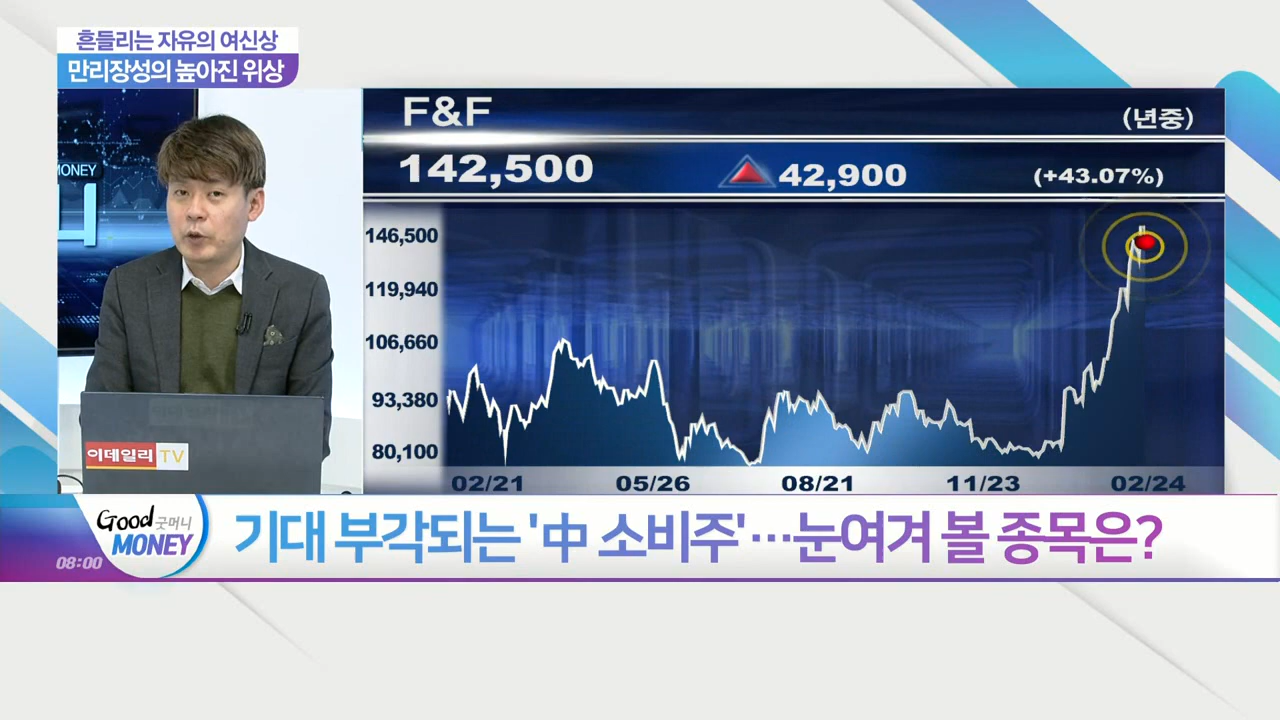 흔들리는 자유의 여신상
만리장성의 높아진 위상
MONEY
F&F
(년중)
142,500
42,900
(+43.07%)
146,500
119,940
106,660
93,380
80,100
02/21
05/26
08/21
11/23
02/24
이데일리 TV
Good 굿머니
MONEY
08:00
기대 부각되는 '中 소비주'…눈여겨 볼 종목은?